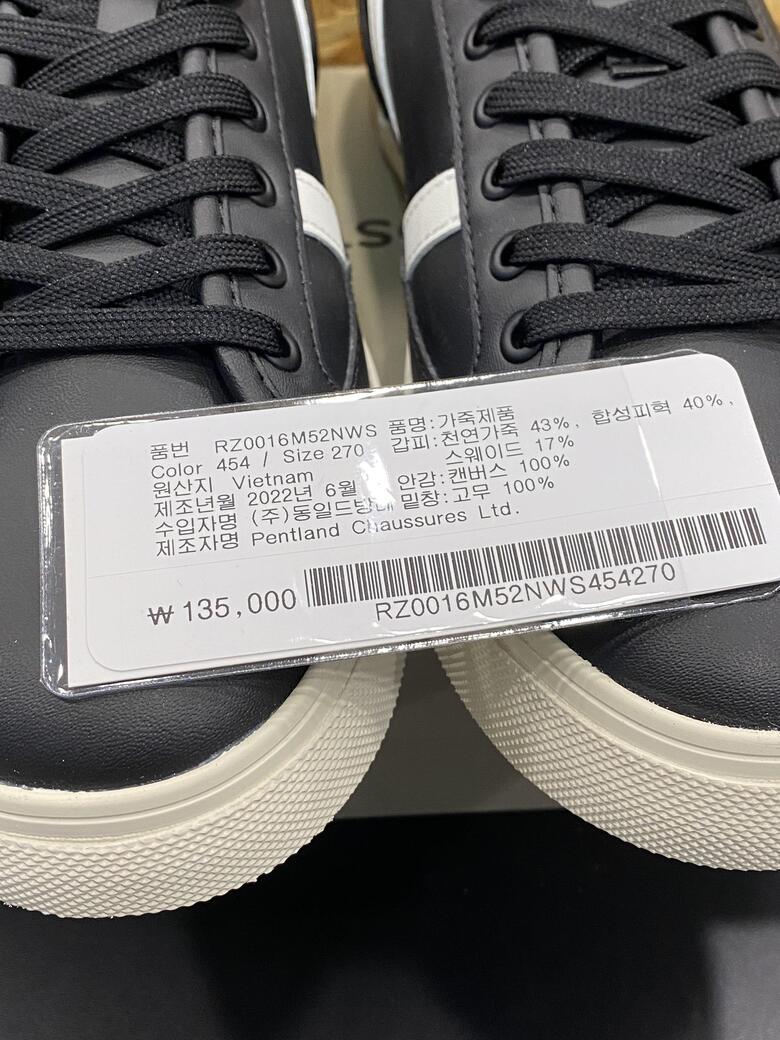 품번 RZ0016M52NWS 품명:가죽제품
Color 454 / Size 270 갑피:천연가죽 43%, 합성피혁 40%,
원산지 Vietnam 스웨이드 17%
제조년월 2022년 6월 안감:캔버스 100%
수입자명 (주)동일드방레 밑창:고무 100%
제조자명 Pentland Chaussures Ltd.
₩ 135,000
RZ0016M52NWS454270